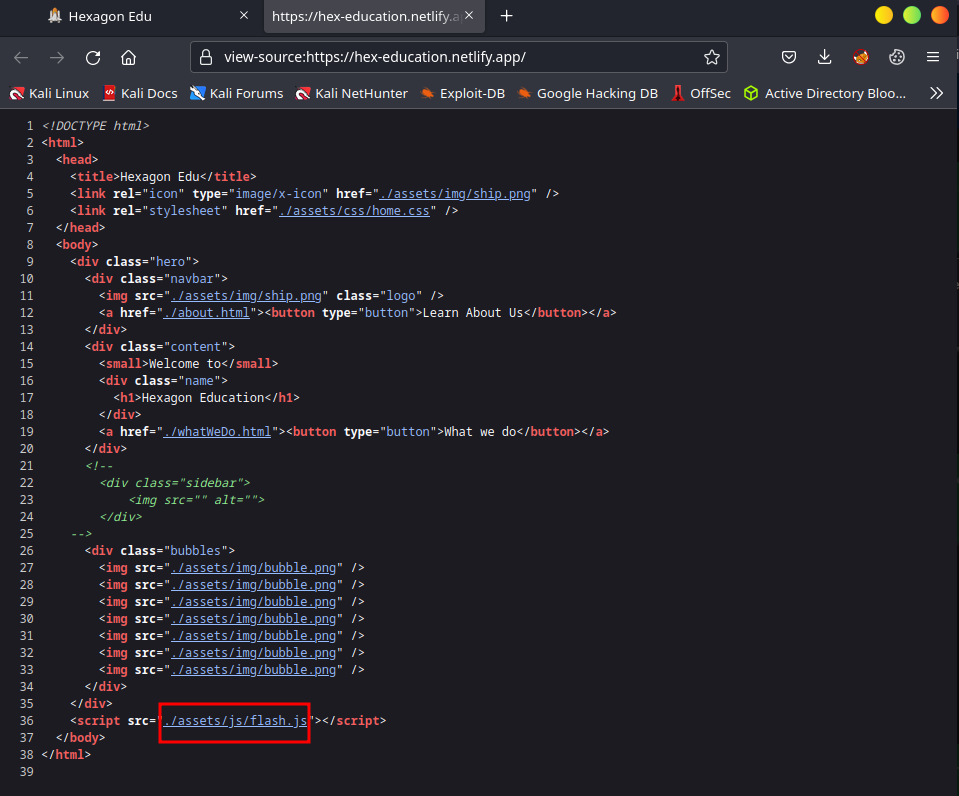 Hexagon Edu
https://hex-education.netlify.a
view-source:https://hex-education.netlify.app/
Kali Linux Kali Docs Kali Forums Kali NetHunter Exploit-DB Google Hacking DB OffSec Active Directory Bloo...
1 <!DOCTYPE html>
2 <html>
3 <head>
4 <title>Hexagon Edu</title>
5 <link rel="icon" type="image/x-icon" href="./assets/img/ship.png" />
6 <link rel="stylesheet" href="./assets/css/home.css" />
7 </head>
8 <body>
9 <div class="hero">
10 <div class="navbar">
11 <img src="./assets/img/ship.png" class="logo" />
12 <a href="./about.html"><button type="button">Learn About Us</button></a>
13 </div>
14 <div class="content">
15 <small>Welcome to</small>
16 <div class="name">
17 <h1>Hexagon Education</h1>
18 </div>
19 <a href="./whatWeDo.html"><button type="button">What we do</button></a>
20 </div>
21 <!--
22 <div class="sidebar">
23 <img src="" alt="">
24 </div>
25 -->
26 <div class="bubbles">
27 <img src="./assets/img/bubble.png" />
28 <img src="./assets/img/bubble.png" />
29 <img src="./assets/img/bubble.png" />
30 <img src="./assets/img/bubble.png" />
31 <img src="./assets/img/bubble.png" />
32 <img src="./assets/img/bubble.png" />
33 <img src="./assets/img/bubble.png" />
34 </div>
35 </div>
36 <script src="./assets/js/flash.js"></script>
37 </body>
38 </html>
39